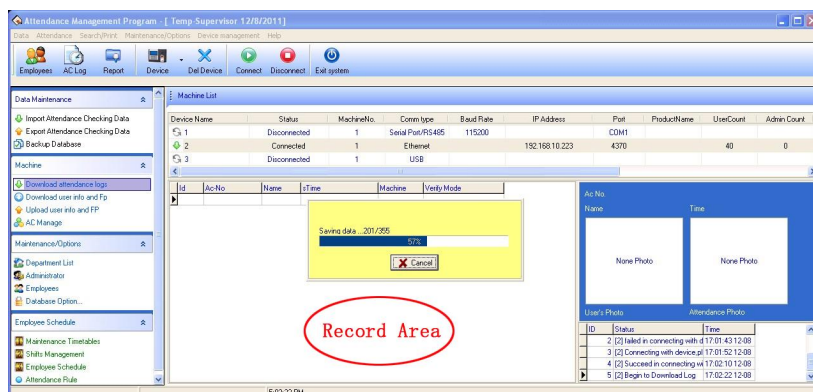 Attendance Management Program - [ Temp-Supervisor 12/8/2011]
Data Attendance Search/Print Maintenance/Options Device management Help
Employees AC Log Report Device Del Device Connect Disconnect Exit system
Data Maintenance
Import Attendance Checking Data
Export Attendance Checking Data
Backup Database
Machine
Download attendance logs
Download user info and Fp
Upload user info and FP
AC Manage
Maintenance/Options
Department List
Administrator
Employees
Database Option...
Employee Schedule
Maintenance Timetables
Shifts Management
Employee Schedule
Attendance Rule
Machine List
Device Name Status MachineNo. Comm type Baud Rate IP Address Port ProductName UserCount Admin Count
1 Disconnected 1 Serial Port/RS485 115200 COM1
2 Connected 1 Ethernet 192.168.10.223 4370 40 0
3 Disconnected 1 USB
Id Ac-No Name sTime Machine Verify Mode
Saving data ...201/355
57%
Cancel
Record Area
Ac No.
Name Time
None Photo None Photo
User's Photo Attendance Photo
ID Status Time
2 [2] failed in connecting with d 17:01:43 12-08
3 [2] Connecting with device,pl 17:01:52 12-08
4 [2] Succeed in connecting wi 17:02:10 12-08
5 [2] Begin to Download Log 17:02:22 12-08